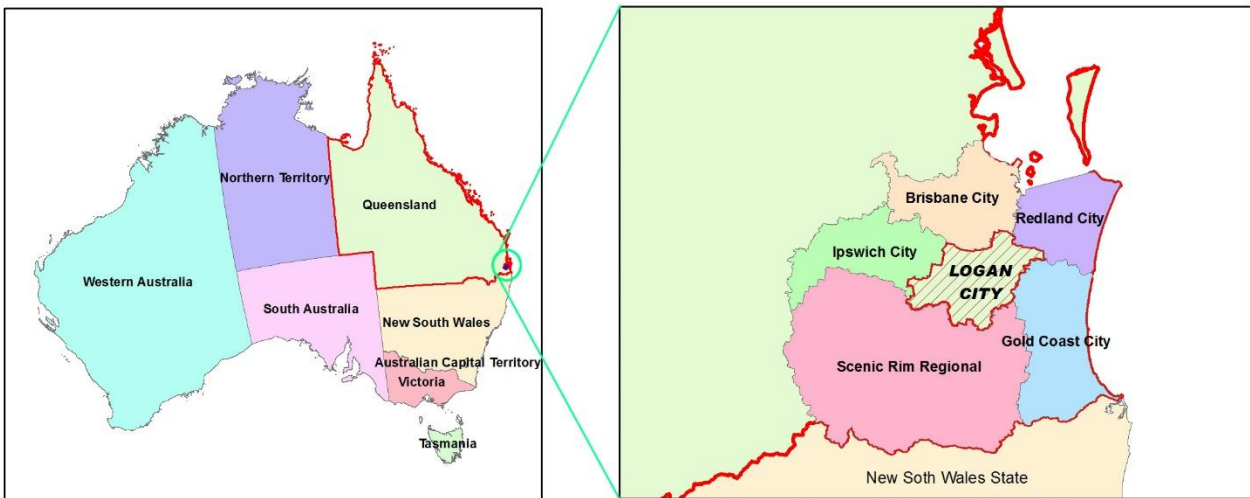 Northern Territory
Queensland
Western Australia
South Australia
New South Wales
Australian Capital Territory
Victoria
Tasmania
Brisbane City
Redland City
Ipswich City
LOGAN
CITY
Gold Coast City
Scenic Rim Regional
New Soth Wales State